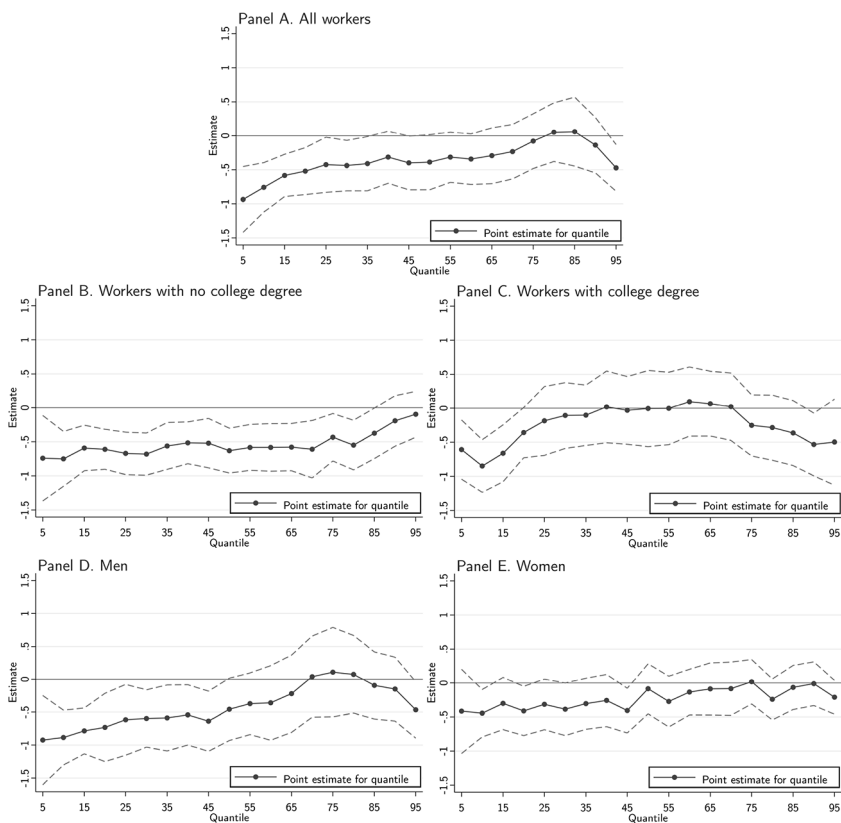 Panel A. All workers
1.5
1
.5
0
-.5
-1
-1.5
Estimate
Point estimate for quantile
5 15 25 35 45 55 65 75 85 95
Quantile
Panel B. Workers with no college degree
1.5
1
.5
0
-.5
-1
-1.5
Estimate
Point estimate for quantile
5 15 25 35 45 55 65 75 85 95
Quantile
Panel C. Workers with college degree
1.5
1
.5
0
-.5
-1
-1.5
Estimate
Point estimate for quantile
5 15 25 35 45 55 65 75 85 95
Quantile
Panel D. Men
1.5
1
.5
0
-.5
-1
-1.5
Estimate
Point estimate for quantile
5 15 25 35 45 55 65 75 85 95
Quantile
Panel E. Women
1.5
1
.5
0
-.5
-1
-1.5
Estimate
Point estimate for quantile
5 15 25 35 45 55 65 75 85 95
Quantile